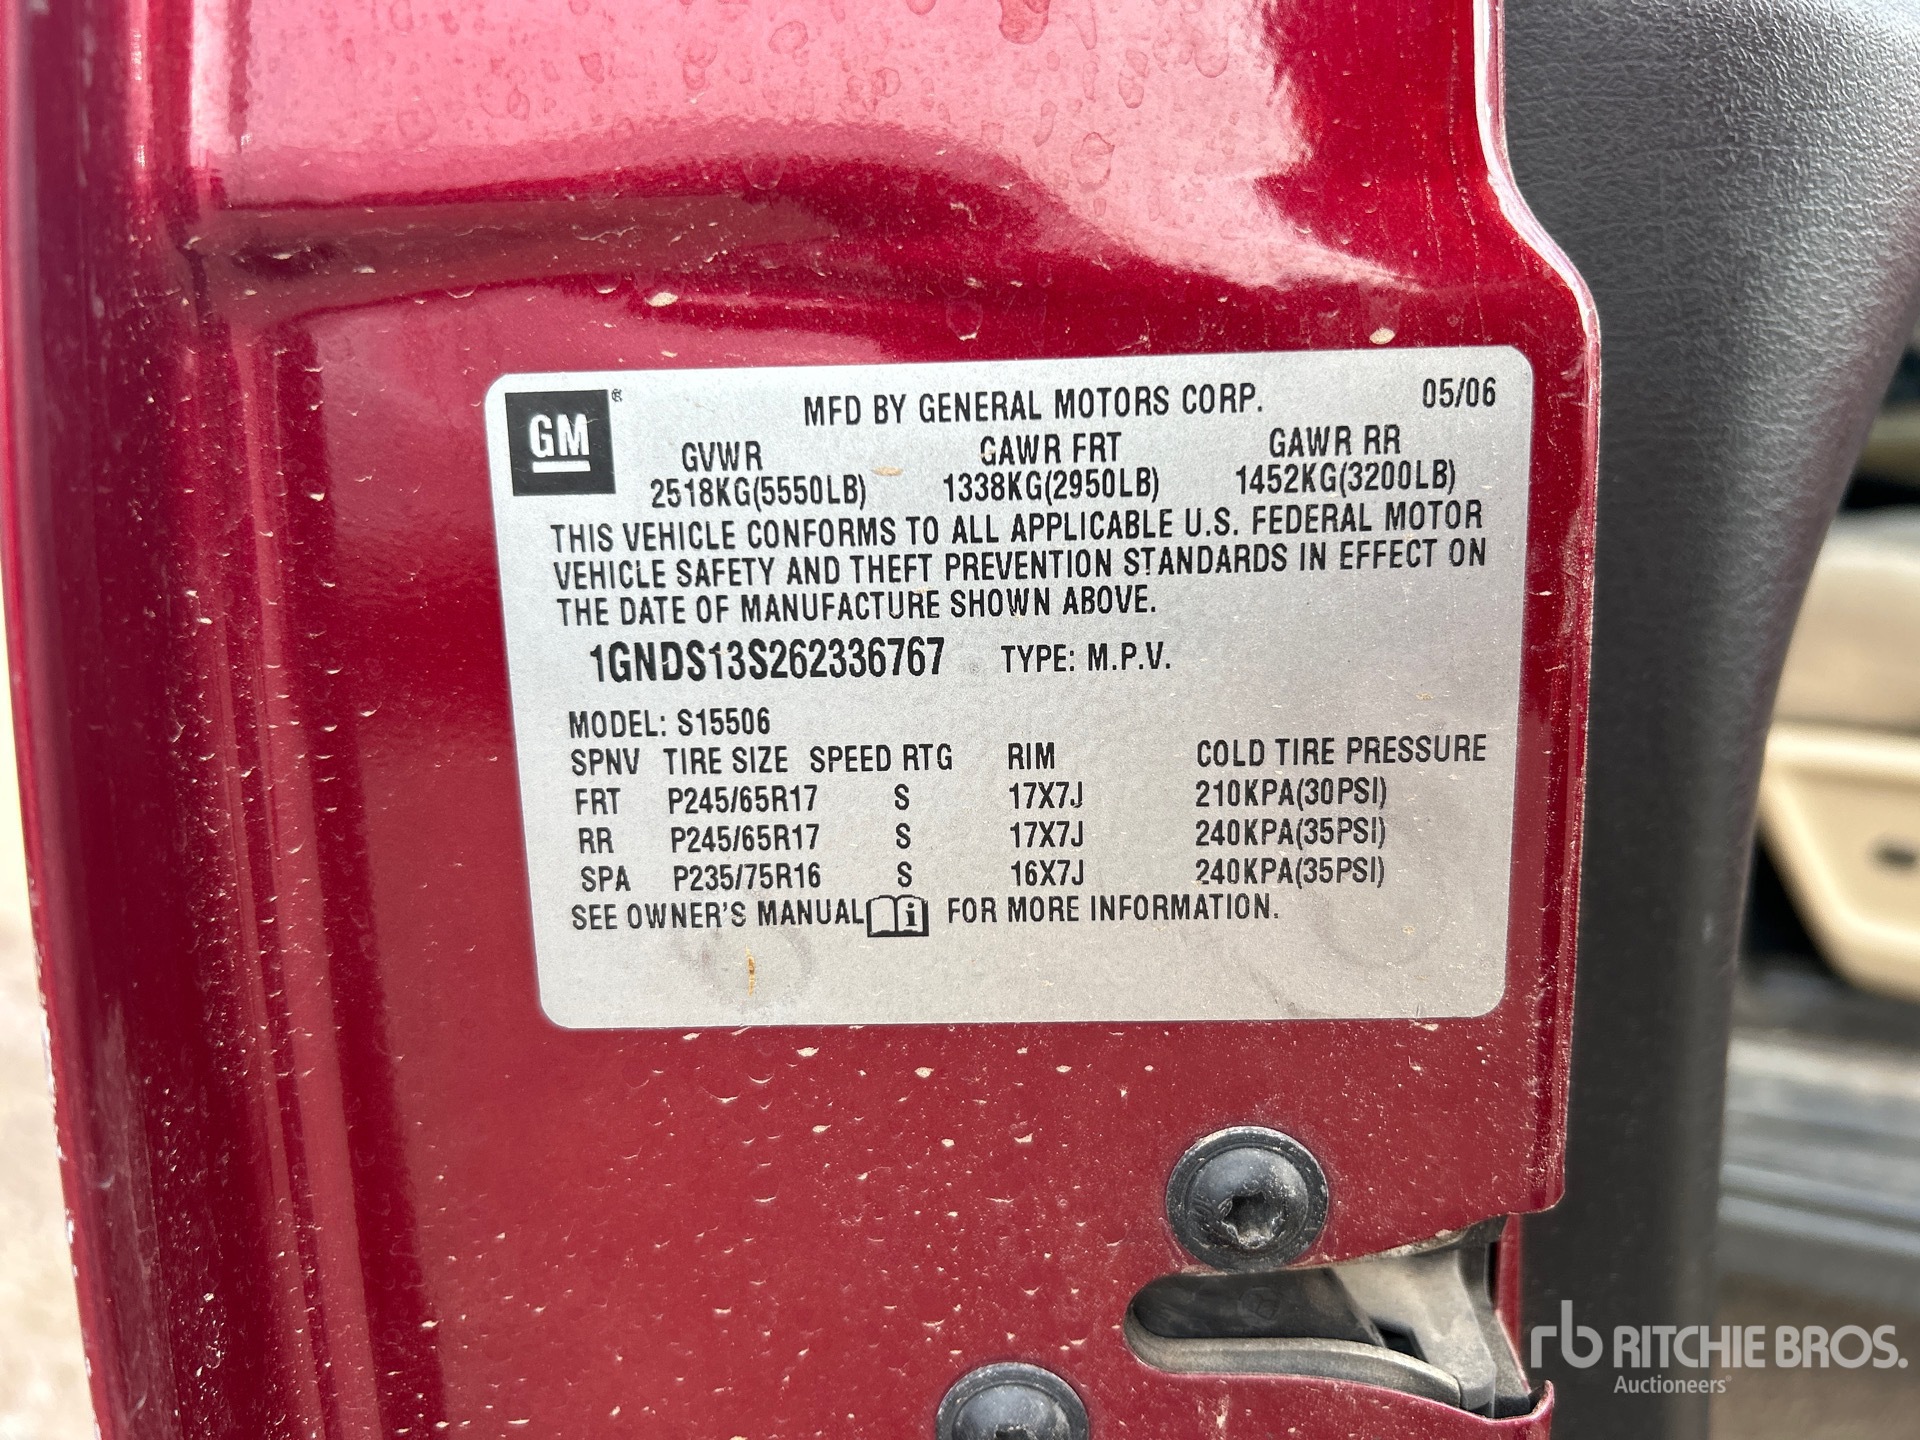 GM®
MFD BY GENERAL MOTORS CORP. 05/06
GVWR GAWR FRT GAWR RR
2518KG(5550LB) 1338KG(2950LB) 1452KG(3200LB)
THIS VEHICLE CONFORMS TO ALL APPLICABLE U.S. FEDERAL MOTOR
VEHICLE SAFETY AND THEFT PREVENTION STANDARDS IN EFFECT ON
THE DATE OF MANUFACTURE SHOWN ABOVE.
1GNDS13S262336767 TYPE: M.P.V.
MODEL: S15506
SPNV TIRE SIZE SPEED RTG RIM COLD TIRE PRESSURE
FRT P245/65R17 S 17X7J 210KPA(30PSI)
RR P245/65R17 S 17X7J 240KPA(35PSI)
SPA P235/75R16 S 16X7J 240KPA(35PSI)
SEE OWNER'S MANUAL i FOR MORE INFORMATION.
rb RITCHIE BROS.
Auctioneers